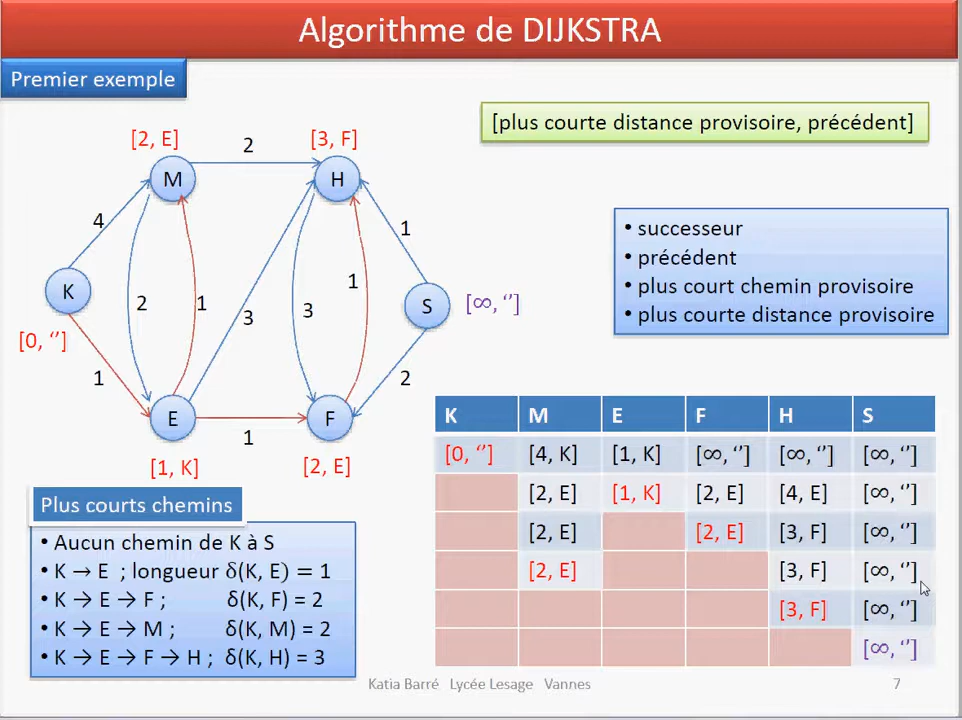 Algorithme de DIJKSTRA
Premier exemple
[plus courte distance provisoire, précédent]
[2, E]
[3, F]
2
M
H
4
1
K
2
1
3
3
1
S
[∞, ‘’]
[0, ‘’]
1
2
E
F
1
[1, K]
[2, E]
• successeur
• précédent
• plus court chemin provisoire
• plus courte distance provisoire
K M E F H S
[0, ‘’] [4, K] [1, K] [∞, ‘’] [∞, ‘’] [∞, ‘’]
[2, E] [1, K] [2, E] [4, E] [∞, ‘’]
[2, E] [2, E] [3, F] [∞, ‘’]
[2, E] [3, F] [∞, ‘’]
[3, F] [∞, ‘’]
[∞, ‘’]
Plus courts chemins
• Aucun chemin de K à S
• K → E ; longueur δ(K, E) = 1
• K → E → F ; δ(K, F) = 2
• K → E → M ; δ(K, M) = 2
• K → E → F → H ; δ(K, H) = 3
Katia Barré Lycée Lesage Vannes
7